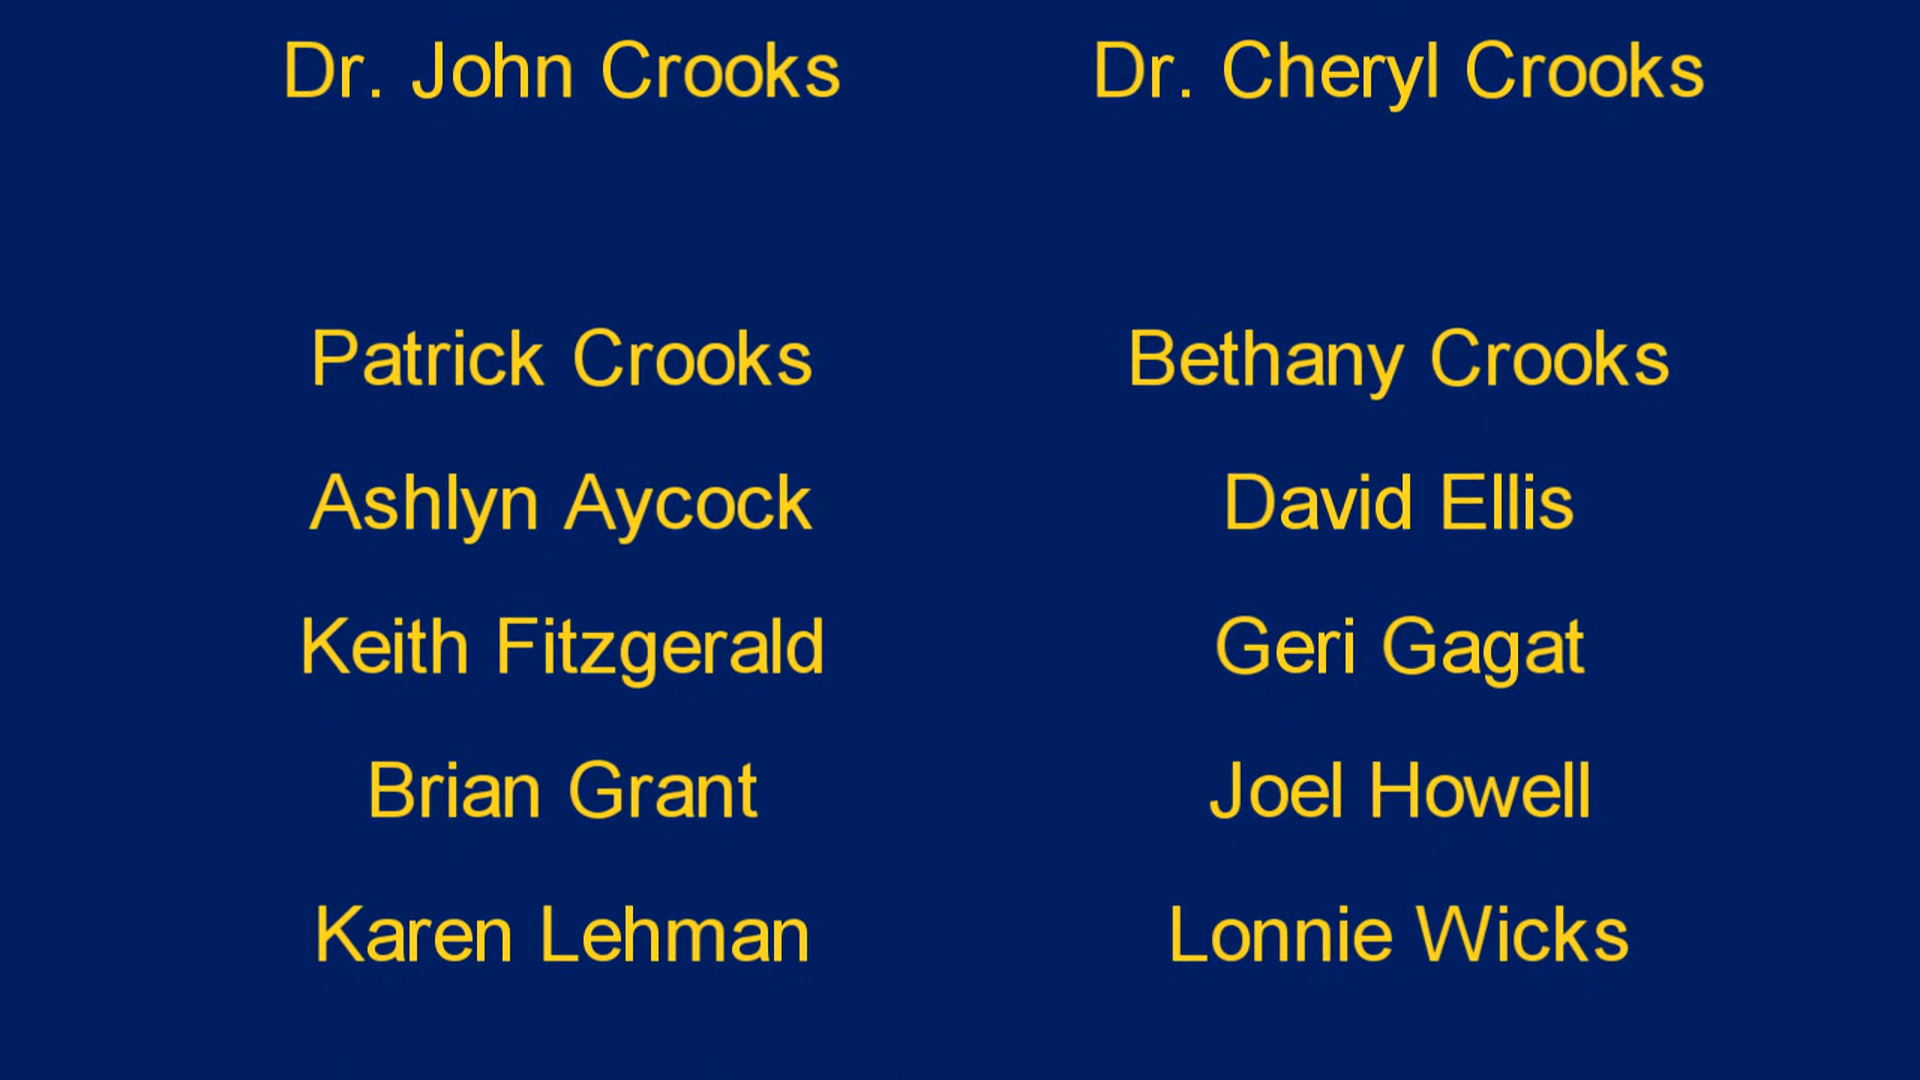 Dr. John Crooks Dr. Cheryl Crooks
Patrick Crooks Bethany Crooks
Ashlyn Aycock David Ellis
Keith Fitzgerald Geri Gagat
Brian Grant Joel Howell
Karen Lehman Lonnie Wicks